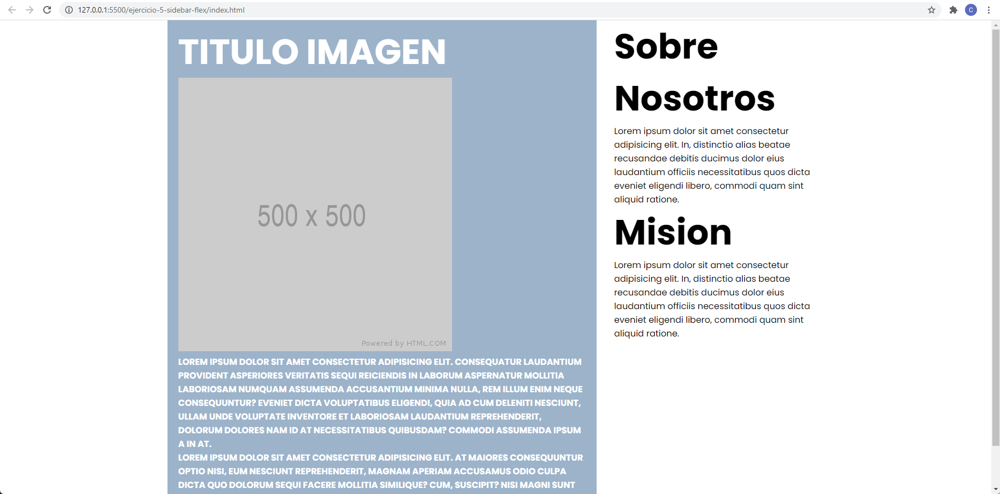 127.0.0.1:5500/ejercicio-5-sidebar-flex/index.html
C
TITULO IMAGEN
500 x 500
Powered by HTML.COM
LOREM IPSUM DOLOR SIT AMET CONSECTETUR ADIPISICING ELIT. CONSEQUATUR LAUDANTIUM
PROVIDENT ASPERIORES VERITATIS SEQUI REICIENDIS IN LABORUM ASPERNATUR MOLLITIA
LABORIOSAM NUMQUAM ASSUMENDA ACCUSANTIUM MINIMA NULLA, REM ILLUM ENIM NEQUE
CONSEQUUNTUR? EVENIET DICTA VOLUPTATIBUS ELIGENDI, QUIA AD CUM DELENITI NESCIUNT,
ULLAM UNDE VOLUPTATE INVENTORE ET LABORIOSAM LAUDANTIUM REPREHENDERIT,
DOLORUM DOLORES NAM ID AT NECESSITATIBUS QUIBUSDAM? COMMODI ASSUMENDA IPSUM
A IN AT.
LOREM IPSUM DOLOR SIT AMET CONSECTETUR ADIPISICING ELIT. AT MAIORES CONSEQUUNTUR
OPTIO NISI, EUM NESCIUNT REPREHENDERIT, MAGNAM APERIAM ACCUSAMUS ODIO CULPA
DICTA QUO DOLORUM SEQUI FACERE MOLLITIA SIMILIQUE? CUM, SUSCIPIT? NISI MAGNI SUNT
Sobre
Nosotros
Lorem ipsum dolor sit amet consectetur
adipisicing elit. In, distinctio alias beatae
recusandae debitis ducimus dolor eius
laudantium officiis necessitatibus quos dicta
eveniet eligendi libero, commodi quam sint
aliquid ratione.
Mision
Lorem ipsum dolor sit amet consectetur
adipisicing elit. In, distinctio alias beatae
recusandae debitis ducimus dolor eius
laudantium officiis necessitatibus quos dicta
eveniet eligendi libero, commodi quam sint
aliquid ratione.